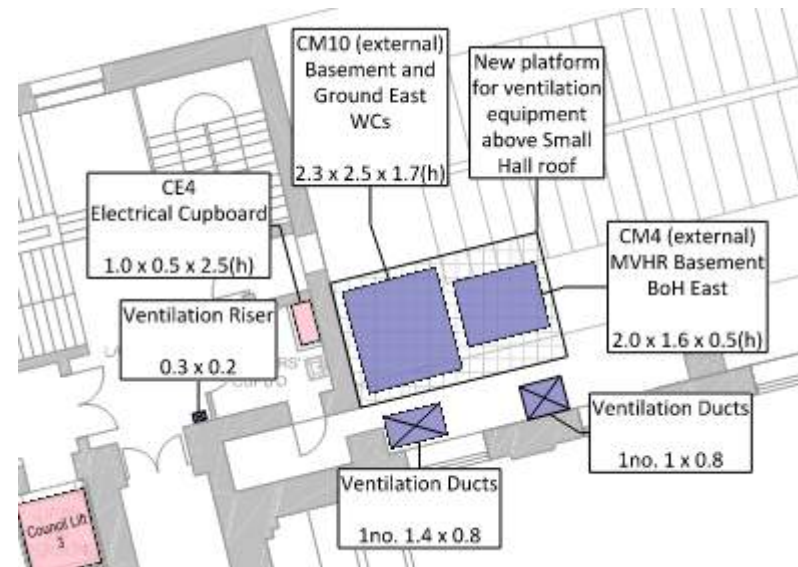 CM10 (external)
Basement and
Ground East
WCs
2.3 x 2.5 x 1.7(h)
New platform
for ventilation
equipment
above Small
Hall roof
CE4
Electrical Cupboard
1.0 x 0.5 x 2.5(h)
CM4 (external)
MVHR Basement
BoH East
2.0 x 1.6 x 0.5(h)
Ventilation Riser
0.3 x 0.2
Ventilation Ducts
1no. 1 x 0.8
Ventilation Ducts
1no. 1.4 x 0.8
Council Lift
3